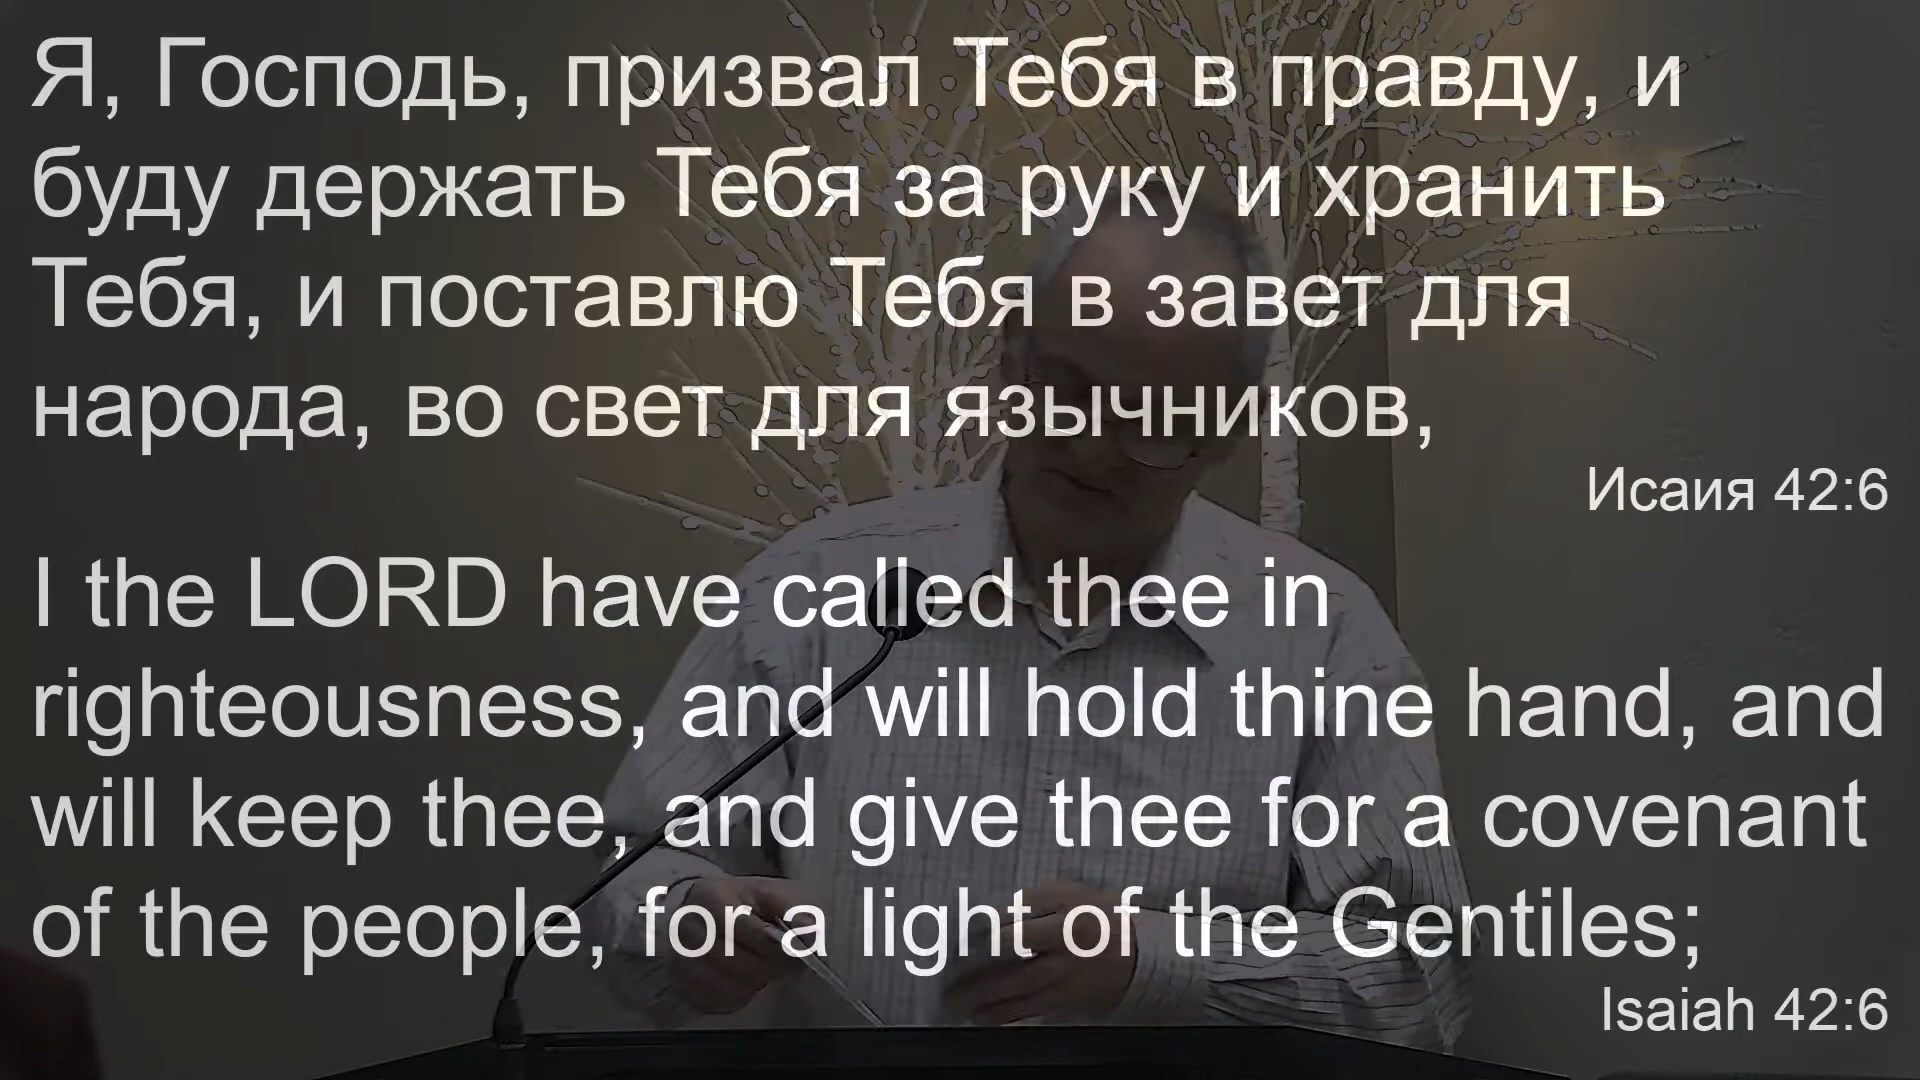 Я, Господь, призвал Тебя в правду, и
буду держать Тебя за руку и хранить
Тебя, и поставлю Тебя в завет для
народа, во свет для язычников,
Исаия 42:6
I the LORD have called thee in
righteousness, and will hold thine hand, and
will keep thee, and give thee for a covenant
of the people, for a light of the Gentiles;
Isaiah 42:6